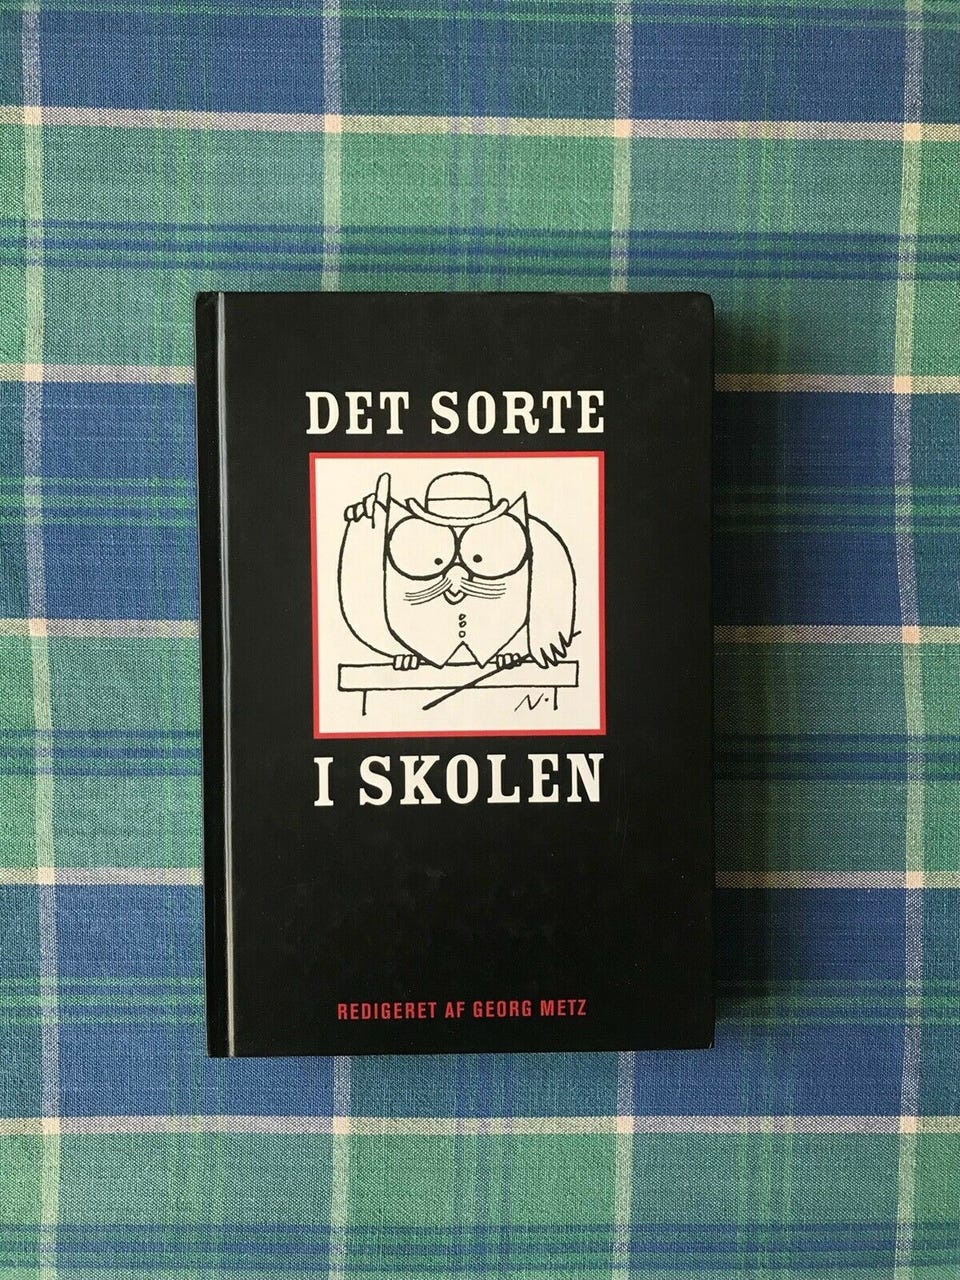 DET SORTE
N.
I SKOLEN
REDIGERET AF GEORG METZ